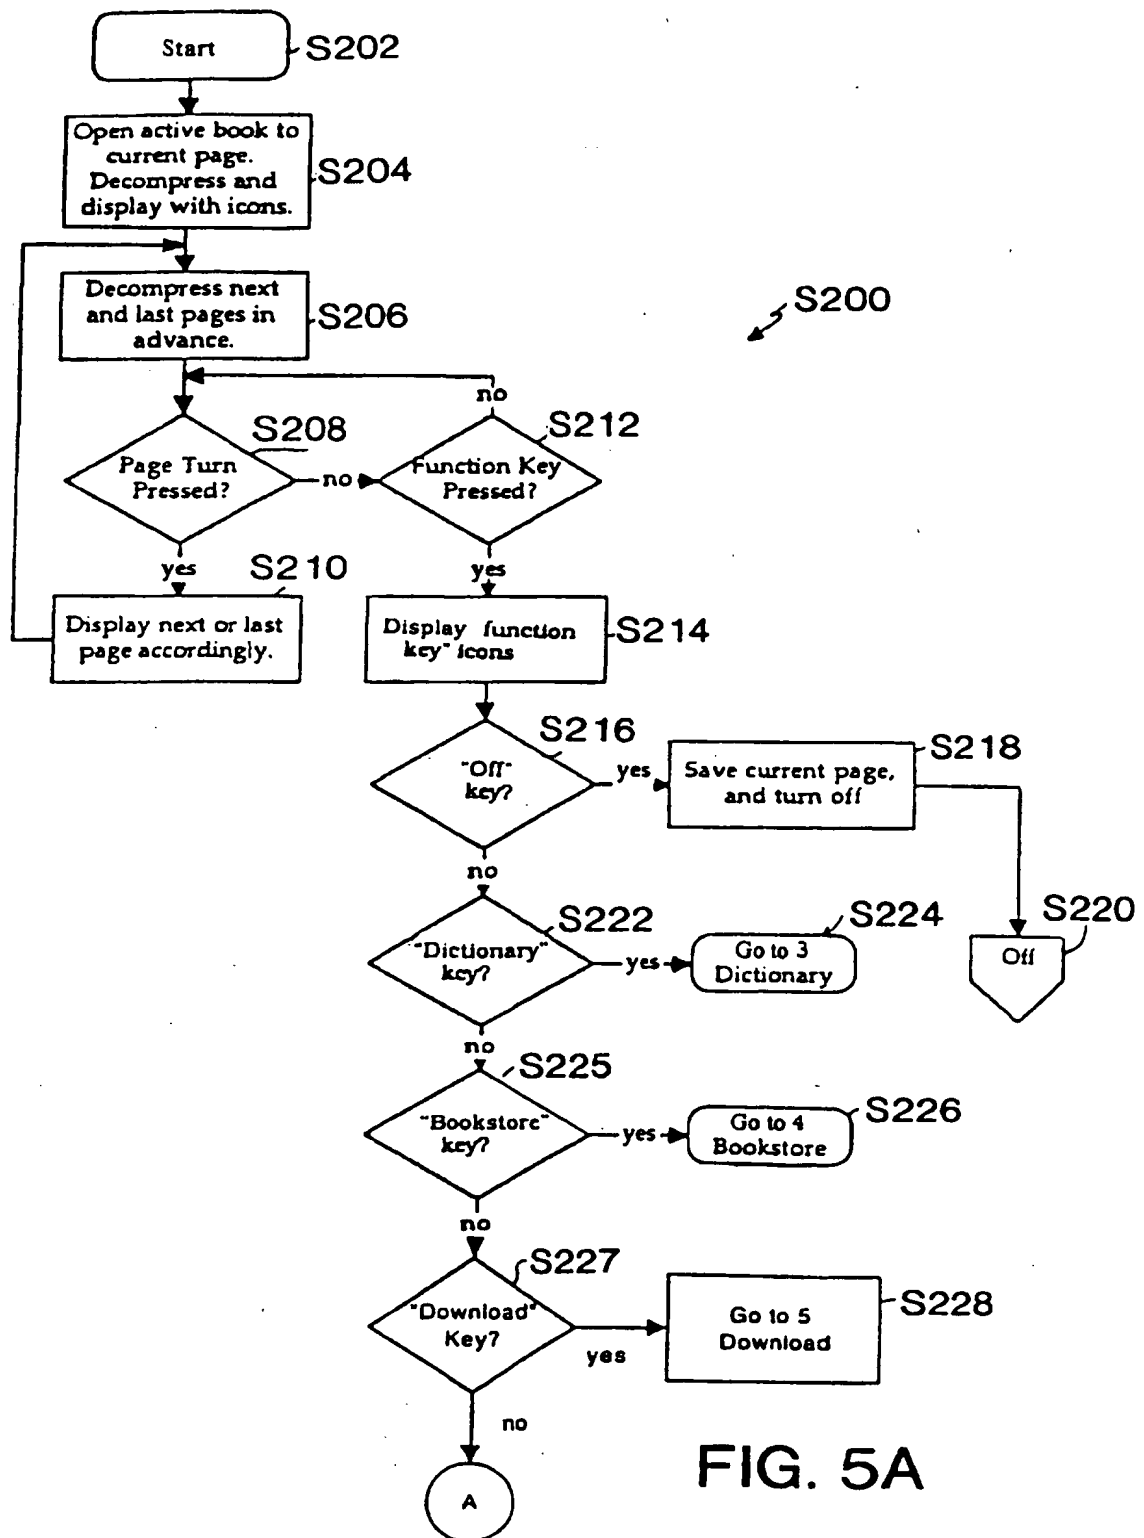 Start
S202
Open active book to
current page.
Decompress and
display with icons.
S204
Decompress next
and last pages in
advance.
S206
S200
no
S208
S212
Page Turn
Pressed?
no
Function Key
Pressed?
yes
S210
yes
Display next or last
page accordingly.
Display function
key" icons
S214
S216
"Off"
key?
yes
Save current page,
and turn off
S218
no
S222
"Dictionary"
key?
yes
Go to 3
Dictionary
S224
S220
Off
no
S225
"Bookstore"
key?
yes
Go to 4
Bookstore
S226
no
S227
"Download"
Key?
yes
Go to 5
Download
S228
no
A
FIG. 5A